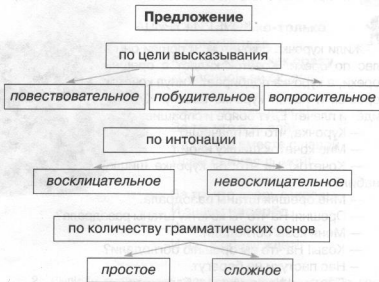 Предложение
по цели высказывания
повествовательное побудительное вопросительное
по интонации
восклицательное невосклицательное
по количеству грамматических основ
простое сложное